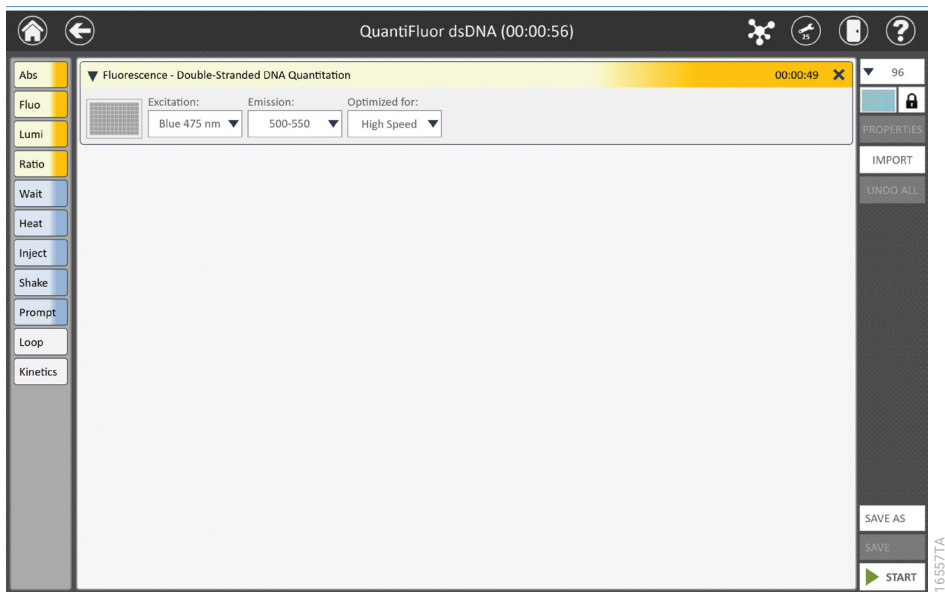 QuantiFluor dsDNA (00:00:56)
25
?
Abs
Fluo
Lumi
Ratio
Wait
Heat
Inject
Shake
Prompt
Loop
Kinetics
Fluorescence - Double-Stranded DNA Quantitation 00:00:49
Excitation: Emission: Optimized for:
Blue 475 nm 500-550 High Speed
96
PROPERTIES
IMPORT
UNDO ALL
SAVE AS
SAVE
START
16557TA